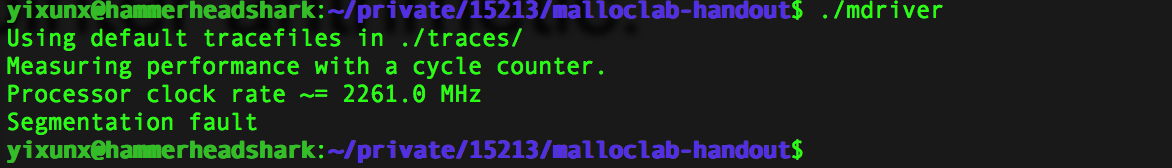 yixunx@hammerheadshark:~/private/15213/malloclab-handout$ ./mdriver
Using default tracefiles in ./traces/
Measuring performance with a cycle counter.
Processor clock rate ~= 2261.0 MHz
Segmentation fault
yixunx@hammerheadshark:~/private/15213/malloclab-handout$